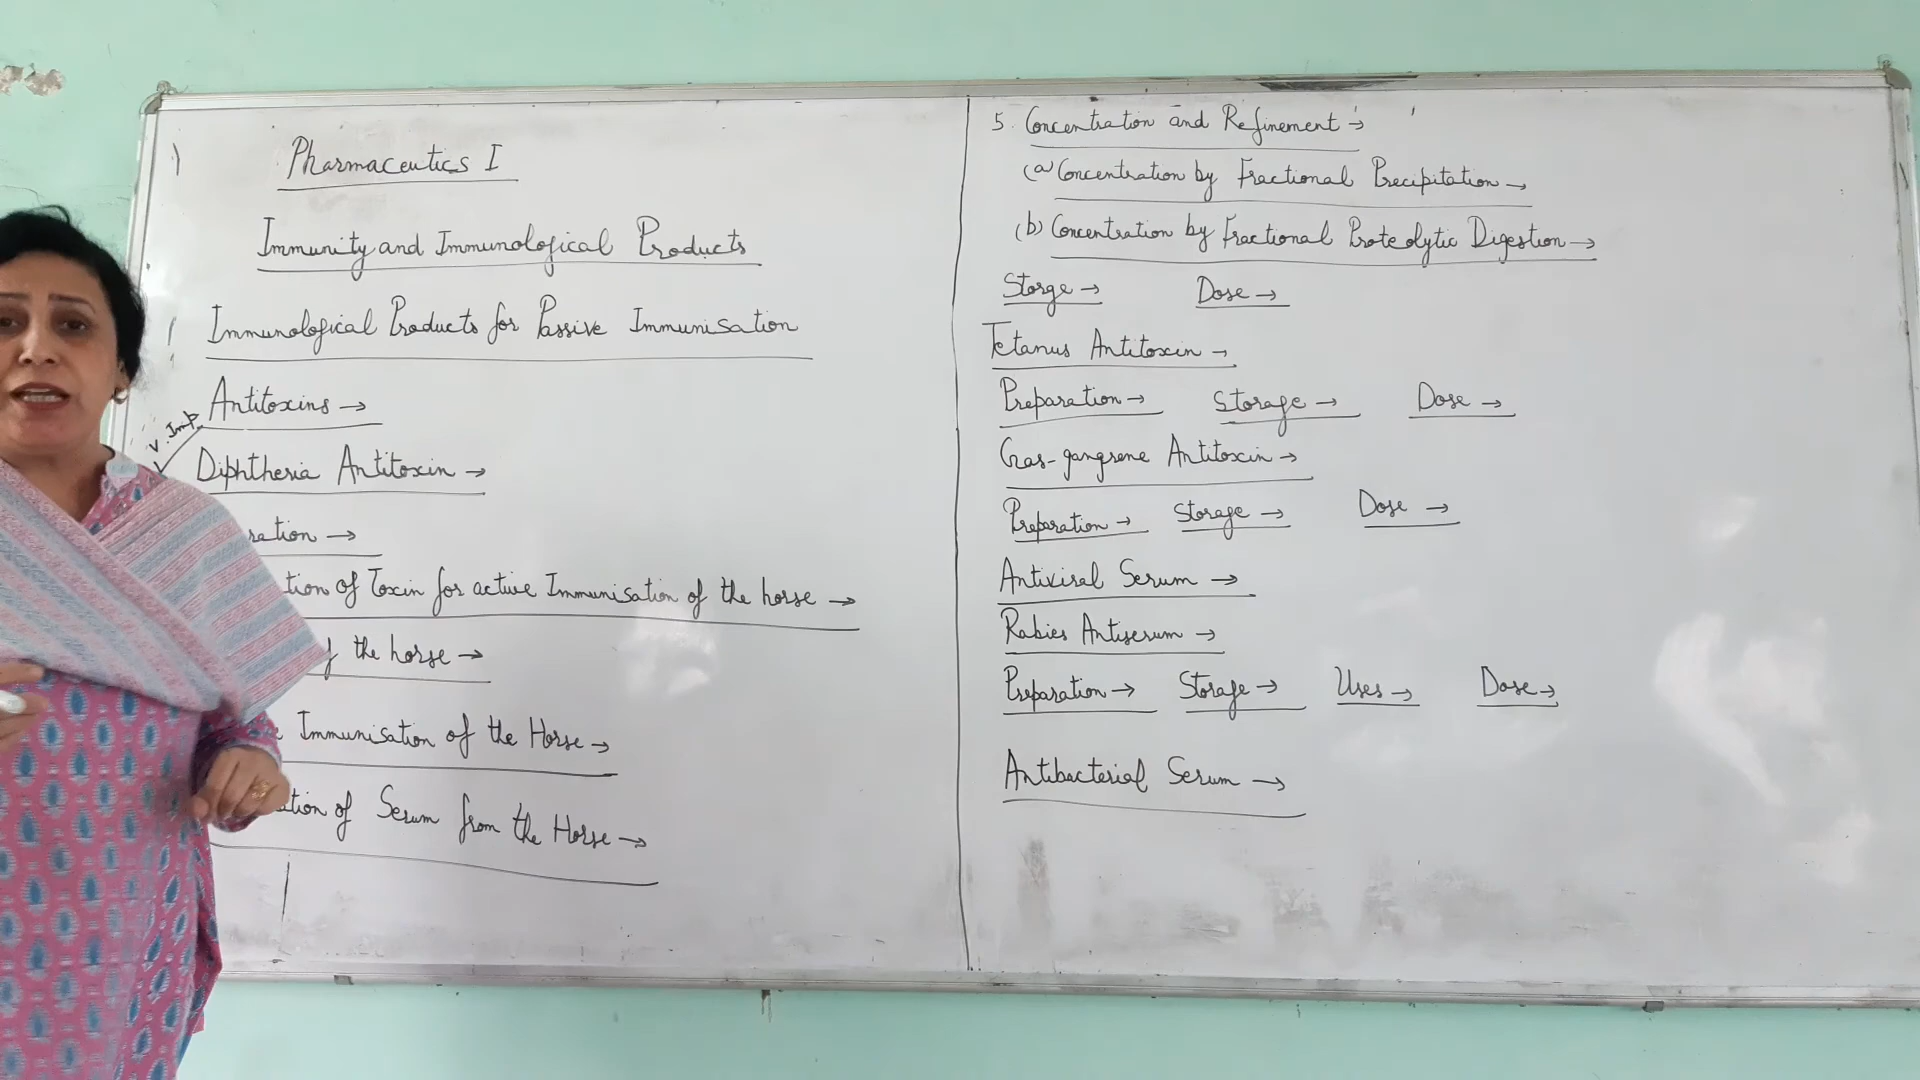 Pharmaceutics I
Immunity and Immunological Products
Immunological Products for Passive Immunisation
V. Imp.
Antitoxins →
Diphtheria Antitoxin →
ration →
tion of Toxin for active Immunisation of the horse →
f the horse →
e Immunisation of the Horse →
tion of Serum from the Horse →
5. Concentration and Refinement →
(a) Concentration by Fractional Precipitation →
(b) Concentration by Fractional Proteolytic Digestion →
Storge → Dose →
Tetanus Antitoxin →
Preparation → Storage → Dose →
Gas-gangrene Antitoxin →
Preparation → Storage → Dose →
Antiviral Serum →
Rabies Antiserum →
Preparation → Storage → Uses → Dose →
Antibacterial Serum →